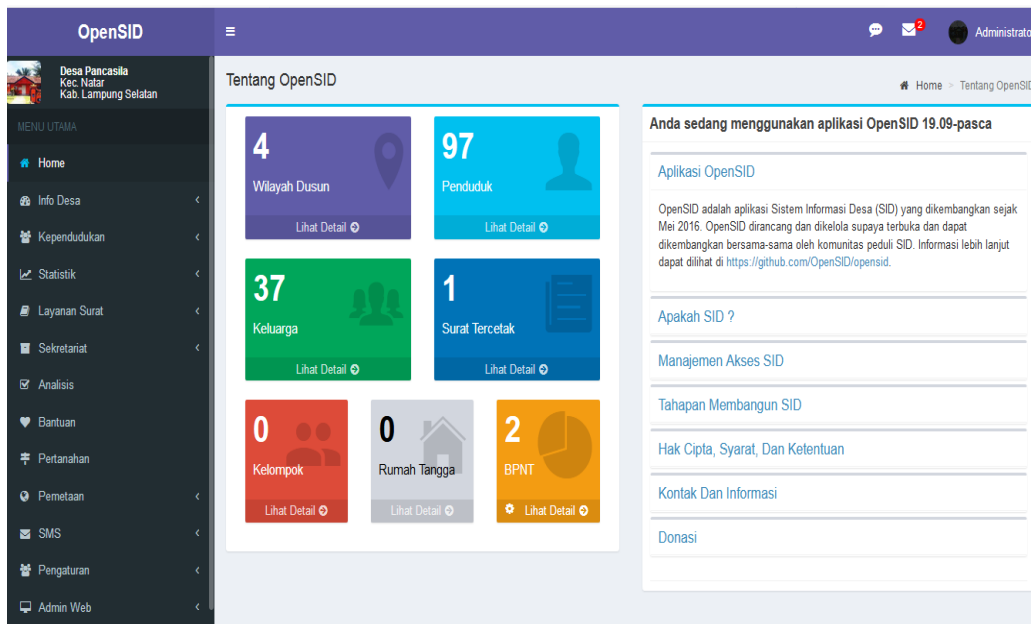 OpenSID
2
Administrato
Desa Pancasila
Kec. Natar
Kab. Lampung Selatan
MENU UTAMA
Home
Info Desa
Kependudukan
Statistik
Layanan Surat
Sekretariat
Analisis
Bantuan
Pertanahan
Pemetaan
SMS
Pengaturan
Admin Web
Tentang OpenSID
Home > Tentang OpenSID
4
Wilayah Dusun
Lihat Detail
97
Penduduk
Lihat Detail
37
Keluarga
Lihat Detail
1
Surat Tercetak
Lihat Detail
0
Kelompok
Lihat Detail
0
Rumah Tangga
Lihat Detail
2
BPNT
Lihat Detail
Anda sedang menggunakan aplikasi OpenSID 19.09-pasca
Aplikasi OpenSID
OpenSID adalah aplikasi Sistem Informasi Desa (SID) yang dikembangkan sejak
Mei 2016. OpenSID dirancang dan dikelola supaya terbuka dan dapat
dikembangkan bersama-sama oleh komunitas peduli SID. Informasi lebih lanjut
dapat dilihat di https://github.com/OpenSID/opensid.
Apakah SID ?
Manajemen Akses SID
Tahapan Membangun SID
Hak Cipta, Syarat, Dan Ketentuan
Kontak Dan Informasi
Donasi